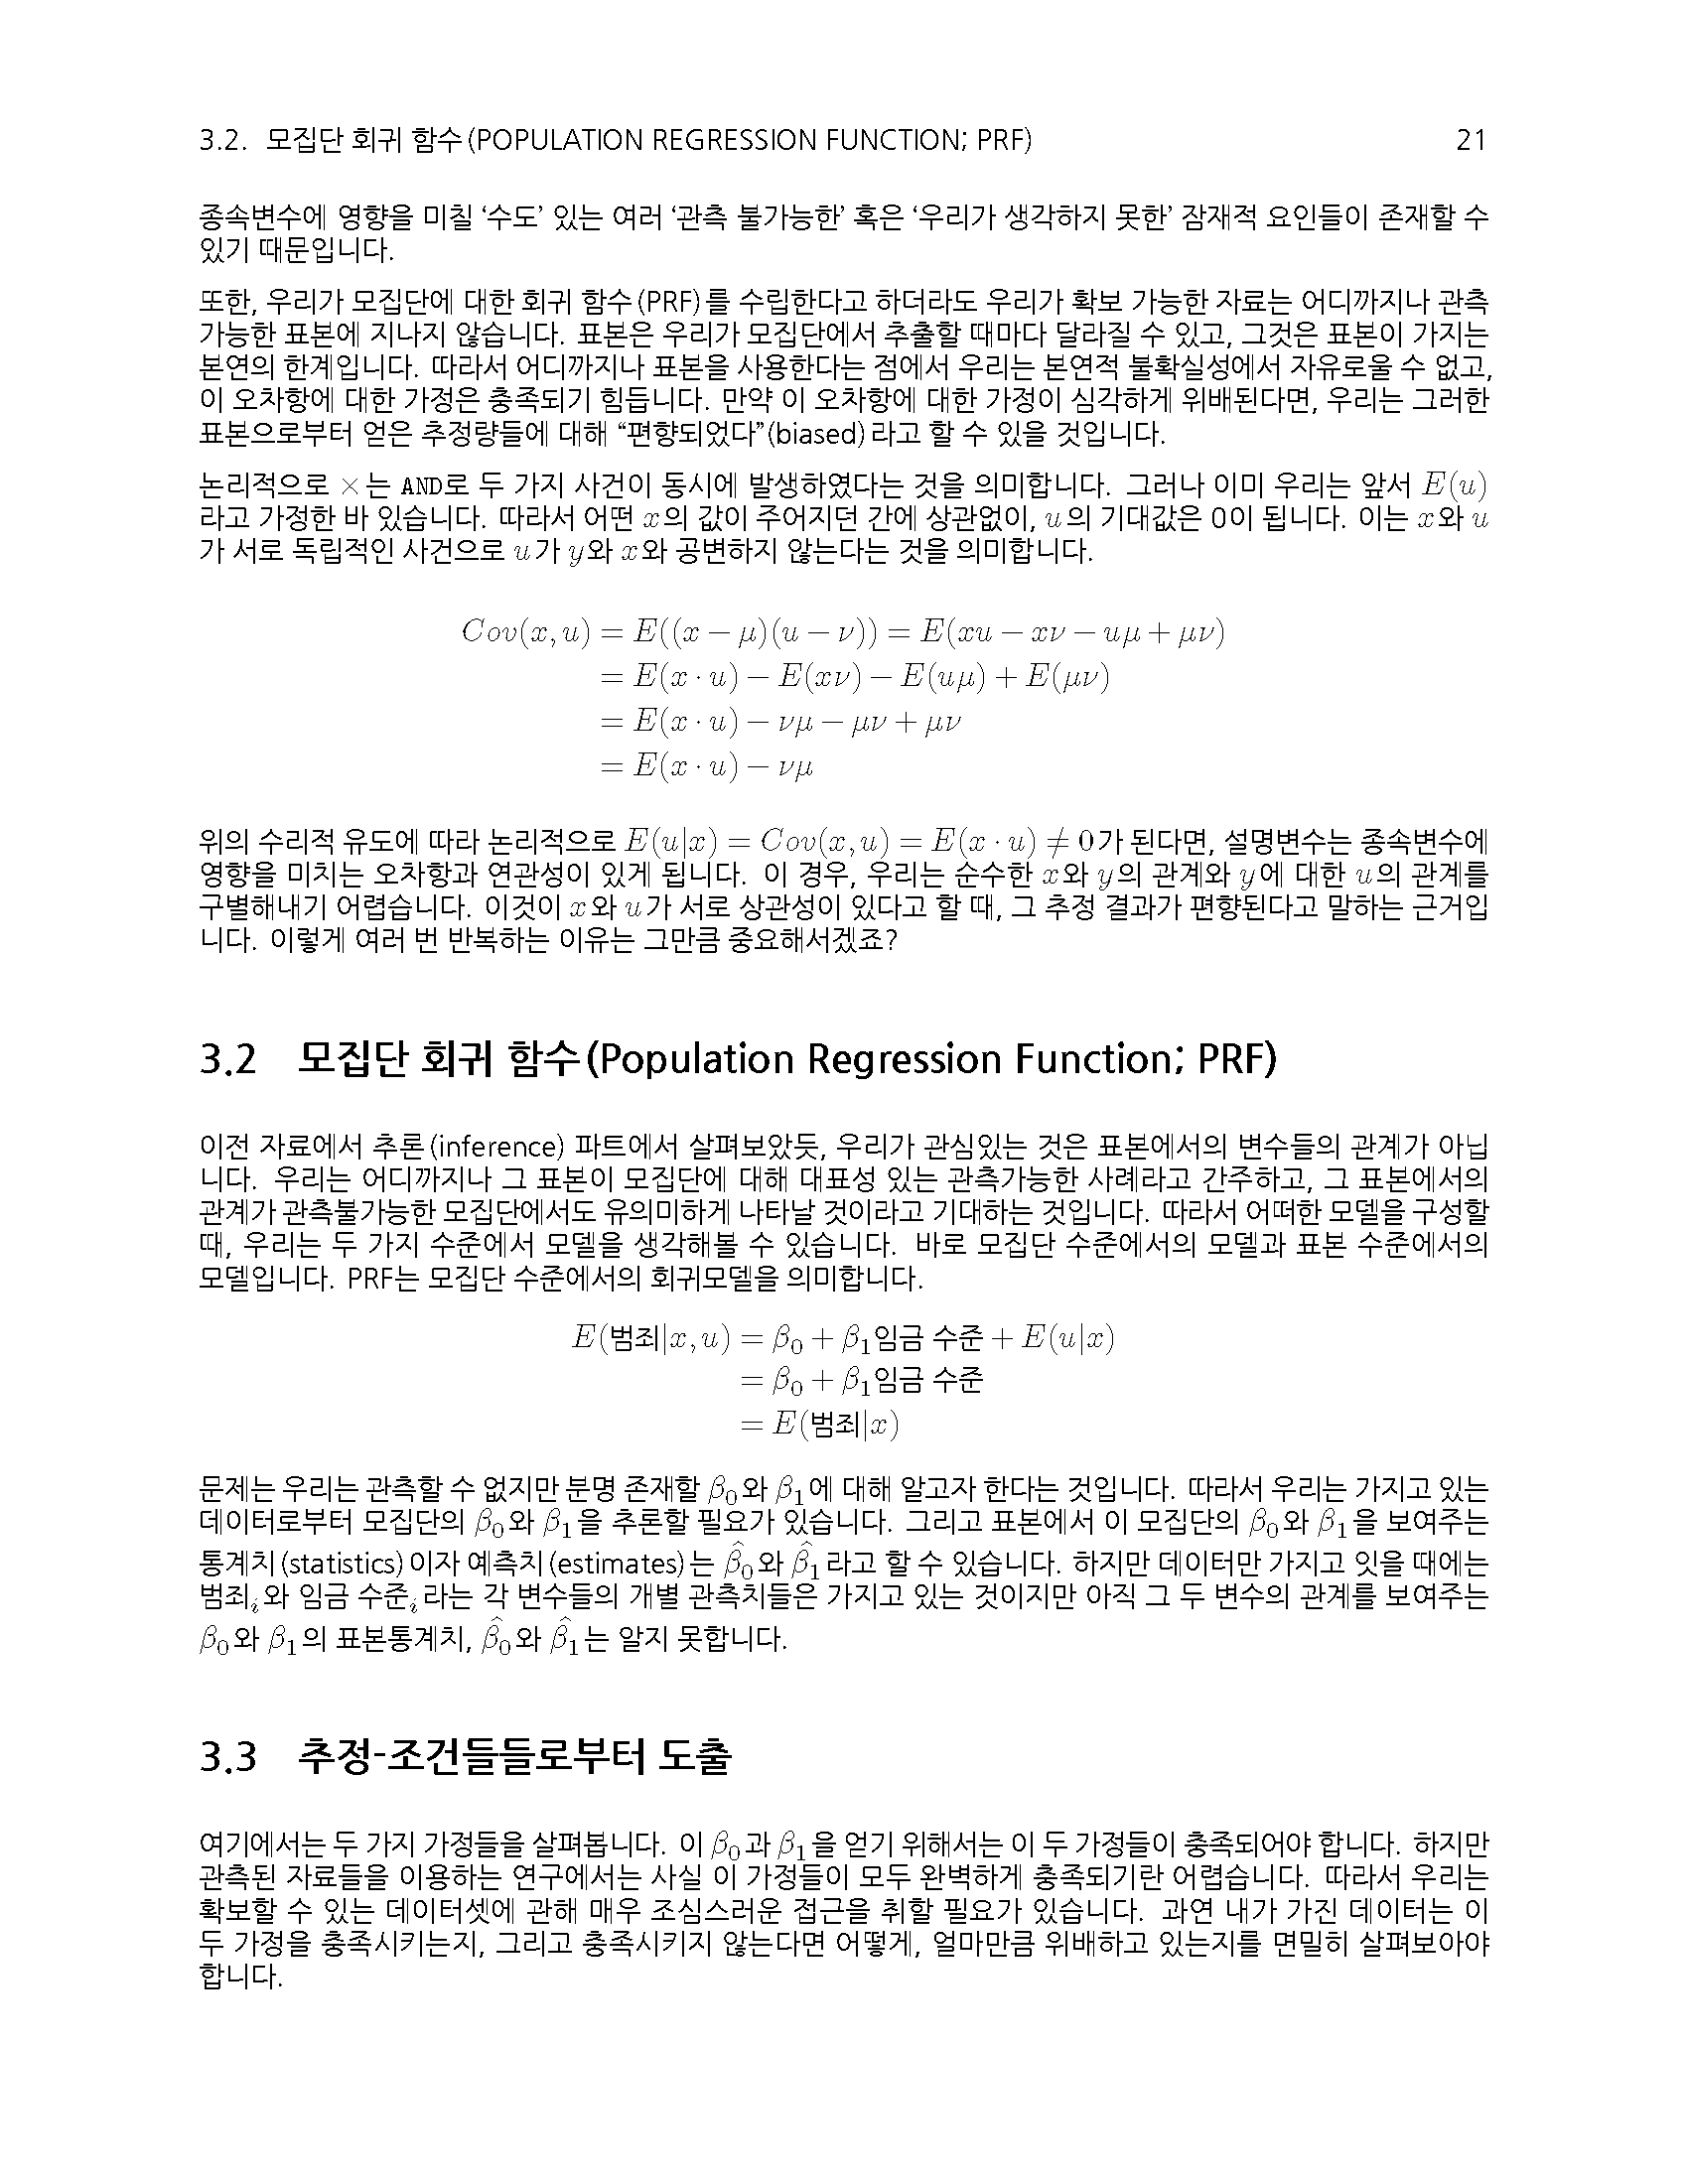 3.2. 모집단 회귀 함수(POPULATION REGRESSION FUNCTION; PRF) 21
종속변수에 영향을 미칠 ‘수도’ 있는 여러 ‘관측 불가능한’ 혹은 ‘우리가 생각하지 못한’ 잠재적 요인들이 존재할 수
있기 때문입니다.
또한, 우리가 모집단에 대한 회귀 함수(PRF)를 수립한다고 하더라도 우리가 확보 가능한 자료는 어디까지나 관측
가능한 표본에 지나지 않습니다. 표본은 우리가 모집단에서 추출할 때마다 달라질 수 있고, 그것은 표본이 가지는
본연의 한계입니다. 따라서 어디까지나 표본을 사용한다는 점에서 우리는 본연적 불확실성에서 자유로울 수 없고,
이 오차항에 대한 가정은 충족되기 힘듭니다. 만약 이 오차항에 대한 가정이 심각하게 위배된다면, 우리는 그러한
표본으로부터 얻은 추정량들에 대해 “편향되었다”(biased)라고 할 수 있을 것입니다.
논리적으로 ×는 AND로 두 가지 사건이 동시에 발생하였다는 것을 의미합니다. 그러나 이미 우리는 앞서 E(u)
라고 가정한 바 있습니다. 따라서 어떤 x의 값이 주어지던 간에 상관없이, u의 기대값은 0이 됩니다. 이는 x와 u
가 서로 독립적인 사건으로 u가 y와 x와 공변하지 않는다는 것을 의미합니다.
Cov(x, u) = E((x − μ)(u − ν)) = E(xu − xν − uμ + μν)
= E(x · u) − E(xν) − E(uμ) + E(μν)
= E(x · u) − νμ − μν + μν
= E(x · u) − νμ
위의 수리적 유도에 따라 논리적으로 E(u|x) = Cov(x, u) = E(x · u) ≠ 0가 된다면, 설명변수는 종속변수에
영향을 미치는 오차항과 연관성이 있게 됩니다. 이 경우, 우리는 순수한 x와 y의 관계와 y에 대한 u의 관계를
구별해내기 어렵습니다. 이것이 x와 u가 서로 상관성이 있다고 할 때, 그 추정 결과가 편향된다고 말하는 근거입
니다. 이렇게 여러 번 반복하는 이유는 그만큼 중요해서겠죠?
3.2 모집단 회귀 함수(Population Regression Function; PRF)
이전 자료에서 추론(inference) 파트에서 살펴보았듯, 우리가 관심있는 것은 표본에서의 변수들의 관계가 아닙
니다. 우리는 어디까지나 그 표본이 모집단에 대해 대표성 있는 관측가능한 사례라고 간주하고, 그 표본에서의
관계가 관측불가능한 모집단에서도 유의미하게 나타날 것이라고 기대하는 것입니다. 따라서 어떠한 모델을 구성할
때, 우리는 두 가지 수준에서 모델을 생각해볼 수 있습니다. 바로 모집단 수준에서의 모델과 표본 수준에서의
모델입니다. PRF는 모집단 수준에서의 회귀모델을 의미합니다.
E(범죄|x, u) = β₀ + β₁임금 수준 + E(u|x)
= β₀ + β₁임금 수준
= E(범죄|x)
문제는 우리는 관측할 수 없지만 분명 존재할 β₀와 β₁에 대해 알고자 한다는 것입니다. 따라서 우리는 가지고 있는
데이터로부터 모집단의 β₀와 β₁을 추론할 필요가 있습니다. 그리고 표본에서 이 모집단의 β₀와 β₁을 보여주는
통계치(statistics)이자 예측치(estimates)는 β̂₀와 β̂₁라고 할 수 있습니다. 하지만 데이터만 가지고 잇을 때에는
범죄ᵢ와 임금 수준ᵢ라는 각 변수들의 개별 관측치들은 가지고 있는 것이지만 아직 그 두 변수의 관계를 보여주는
β₀와 β₁의 표본통계치, β̂₀와 β̂₁는 알지 못합니다.
3.3 추정-조건들들로부터 도출
여기에서는 두 가지 가정들을 살펴봅니다. 이 β₀과 β₁을 얻기 위해서는 이 두 가정들이 충족되어야 합니다. 하지만
관측된 자료들을 이용하는 연구에서는 사실 이 가정들이 모두 완벽하게 충족되기란 어렵습니다. 따라서 우리는
확보할 수 있는 데이터셋에 관해 매우 조심스러운 접근을 취할 필요가 있습니다. 과연 내가 가진 데이터는 이
두 가정을 충족시키는지, 그리고 충족시키지 않는다면 어떻게, 얼마만큼 위배하고 있는지를 면밀히 살펴보아야
합니다.